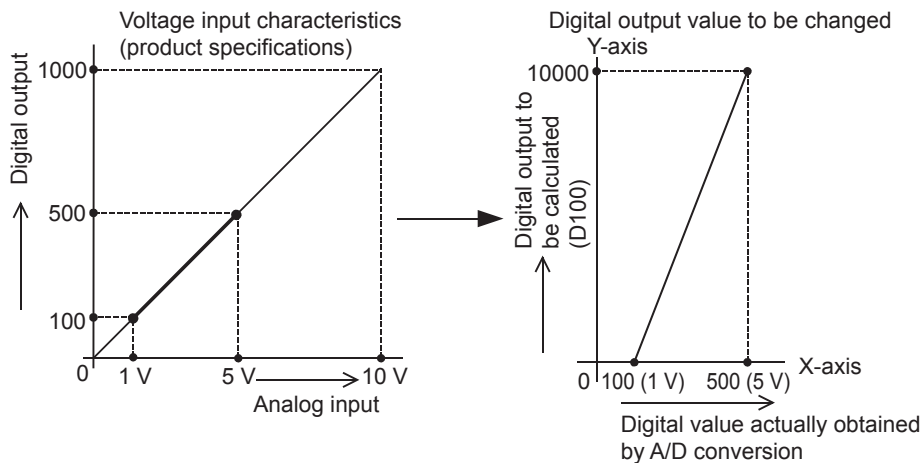 Voltage input characteristics
(product specifications)
1000
500
100
0
1 V
5 V
10 V
Digital output
Analog input
Digital output value to be changed
Y-axis
10000
Digital output to
be calculated
(D100)
0
100 (1 V)
500 (5 V)
X-axis
Digital value actually obtained
by A/D conversion